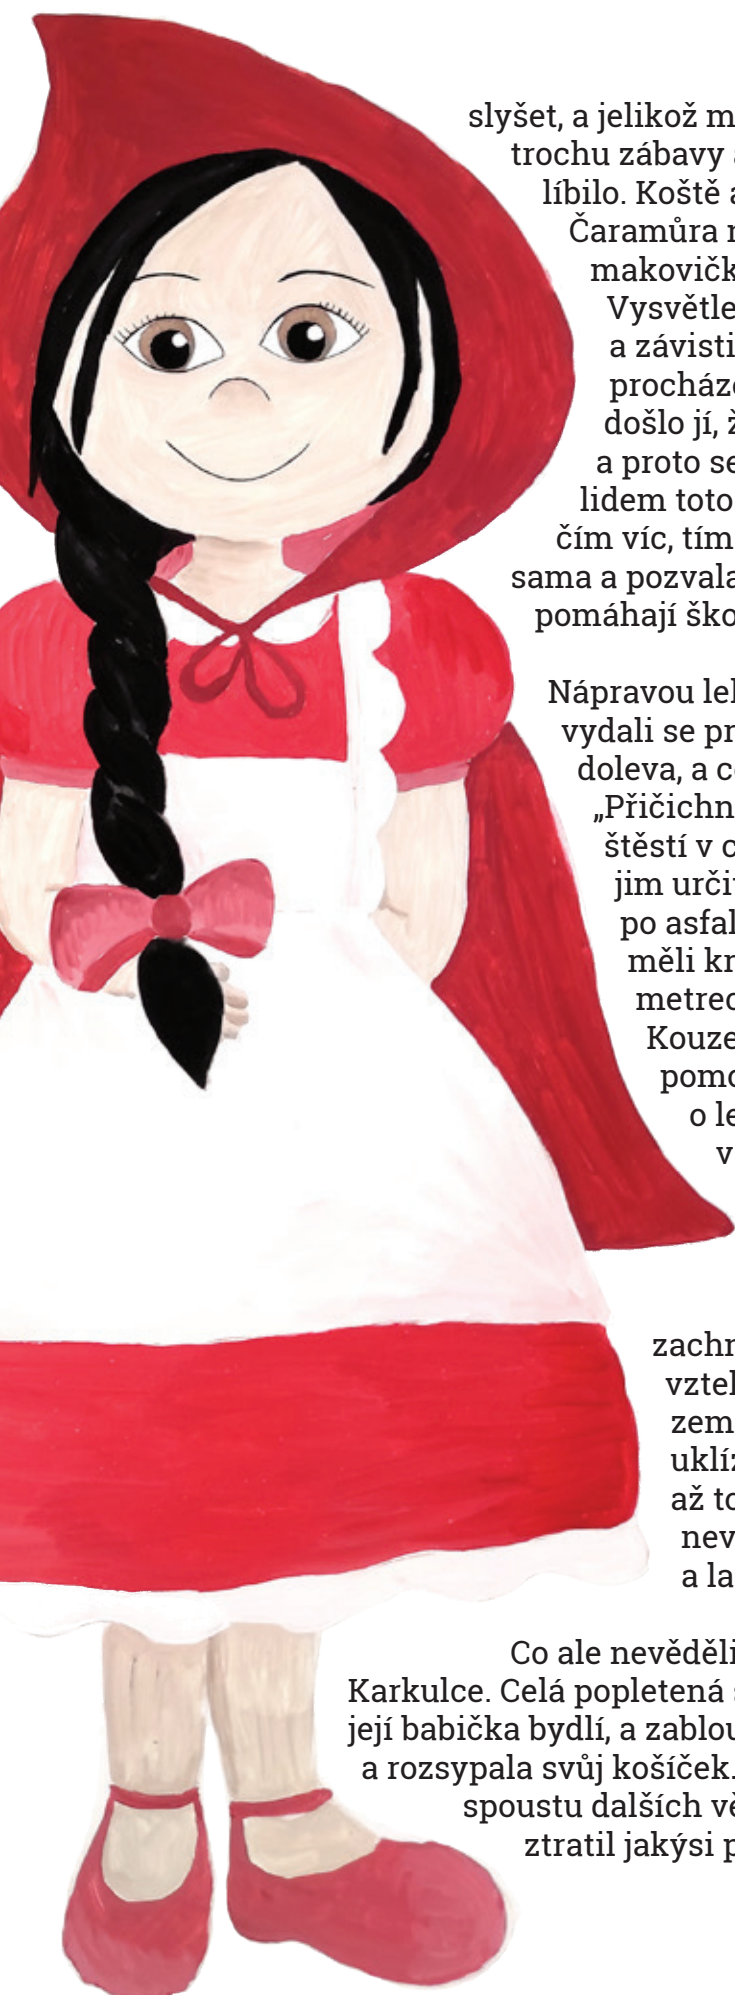 slyšet, a jelikož m
trochu zábavy a
líbilo. Koště a
Čaramůra n
makovičk
Vysvětle
a závisti
procháze
došlo jí, ž
a proto se
lidem toto
čím víc, tím
sama a pozvala
pomáhají ško
Nápravou leh
vydali se pr
doleva, a ce
„Přičichn
štěstí v c
jim urči
po asfal
měli kr
metrec
Kouze
pomo
o le
v
zachr
vztel
zem
uklíz
až to
nev
a la
Co ale nevěděli
Karkulce. Celá popletená s
její babička bydlí, a zablou
a rozsypala svůj košíček.
spoustu dalších vě
ztratil jakýsi p